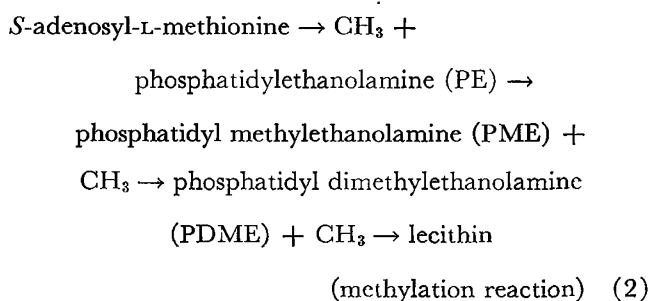 S-adenosyl-L-methionine → CH₃ +
phosphatidylethanolamine (PE) →
phosphatidyl methylethanolamine (PME) +
CH₃ → phosphatidyl dimethylethanolamine
(PDME) + CH₃ → lecithin
(methylation reaction) (2)